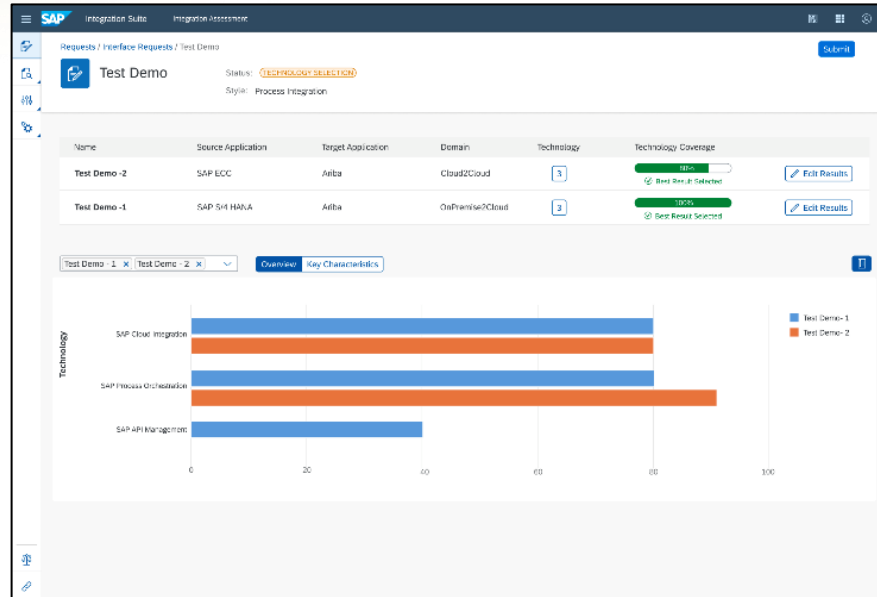 SAP Integration Suite Integration Assessment
Requests / Interface Requests / Test Demo
Submit
Test Demo
Status: TECHNOLOGY SELECTION
Style: Process Integration
Name Source Application Target Application Domain Technology Technology Coverage
Test Demo -2 SAP ECC Ariba Cloud2Cloud 3 80% Edit Results
Best Result Selected
Test Demo -1 SAP S/4 HANA Ariba OnPremise2Cloud 3 100% Edit Results
Best Result Selected
Test Demo - 1 x Test Demo - 2 x Overview Key Characteristics
Test Demo- 1
Test Demo- 2
Technology
SAP Cloud Integration
SAP Process Orchestration
SAP API Management
0 20 40 60 80 100